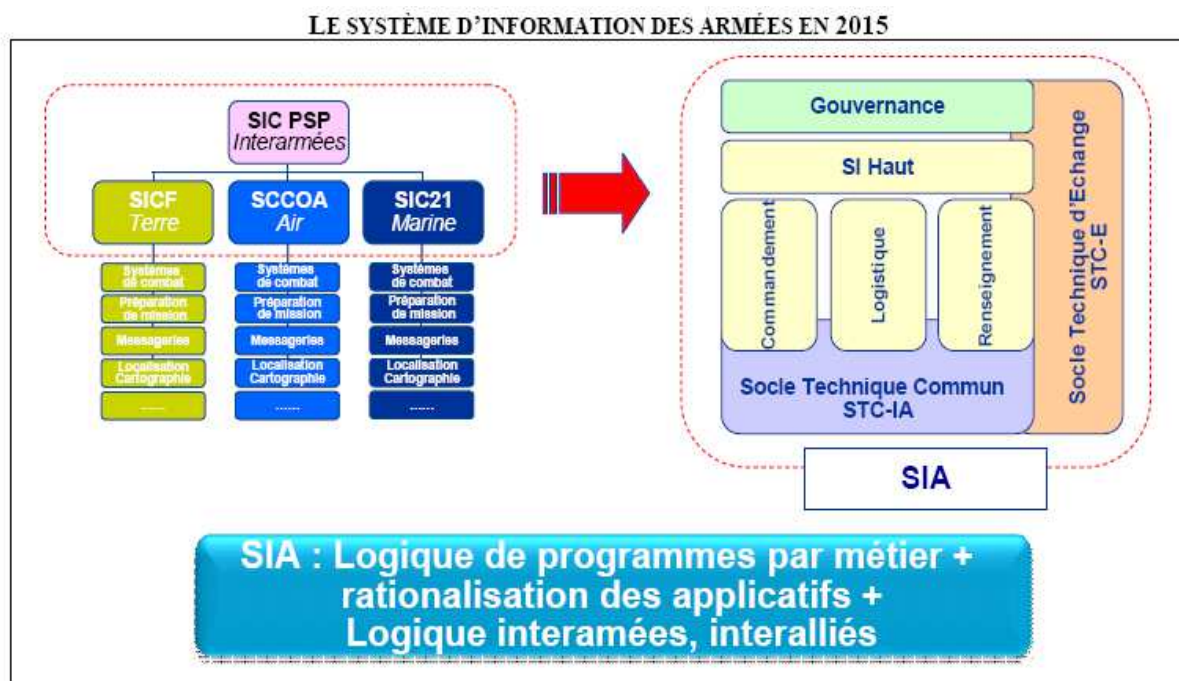 LE SYSTÈME D'INFORMATION DES ARMÉES EN 2015
SIC PSP
Interarmées
SICF
Terre
SCCOA
Air
SIC21
Marine
Systèmes
de combat
Préparation
de mission
Messageries
Localisation
Cartographie
......
Systèmes
de combat
Préparation
de mission
Messageries
Localisation
Cartographie
......
Systèmes
de combat
Préparation
de mission
Messageries
Localisation
Cartographie
......
Gouvernance
SI Haut
Commandement
Logistique
Renseignement
Socle Technique Commun
STC-IA
Socle Technique d'Echange
STC-E
SIA
SIA : Logique de programmes par métier +
rationalisation des applicatifs +
Logique interamées, interalliés